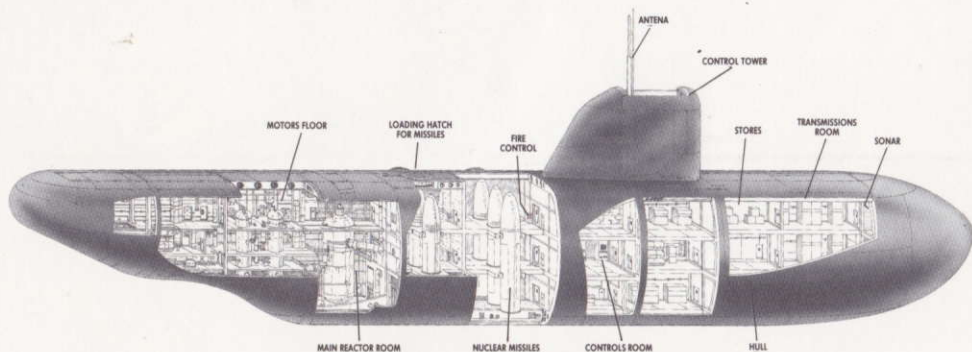 ANTENA
CONTROL TOWER
MOTORS FLOOR
LOADING HATCH
FOR MISSILES
FIRE
CONTROL
STORES
TRANSMISSIONS
ROOM
SONAR
MAIN REACTOR ROOM
NUCLEAR MISSILES
CONTROLS ROOM
HULL